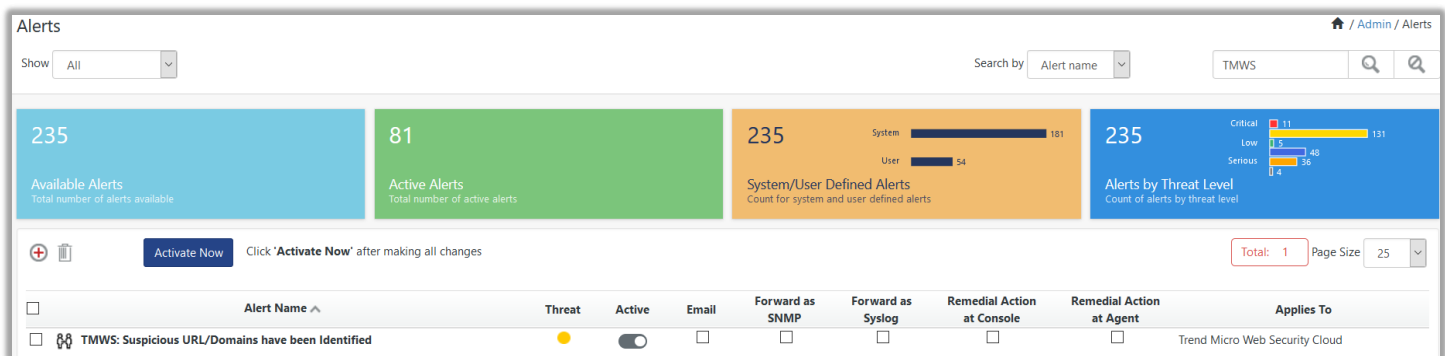 Alerts
/ Admin / Alerts
Show All
Search by Alert name TMWS
235
Available Alerts
Total number of alerts available
81
Active Alerts
Total number of active alerts
235
System 181
User 54
System/User Defined Alerts
Count for system and user defined alerts
235
Critical 11
131
Low 5
48
Serious 36
4
Alerts by Threat Level
Count of alerts by threat level
Activate Now Click 'Activate Now' after making all changes
Total: 1 Page Size 25
Alert Name Threat Active Email Forward as SNMP Forward as Syslog Remedial Action at Console Remedial Action at Agent Applies To
TMWS: Suspicious URL/Domains have been Identified Trend Micro Web Security Cloud